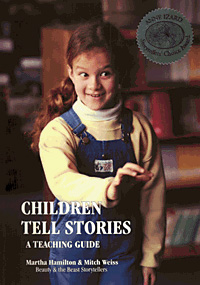 CHILDREN
TELL STORIES
A TEACHING GUIDE
Martha Hamilton & Mitch Weiss
Beauty & the Beast Storytellers